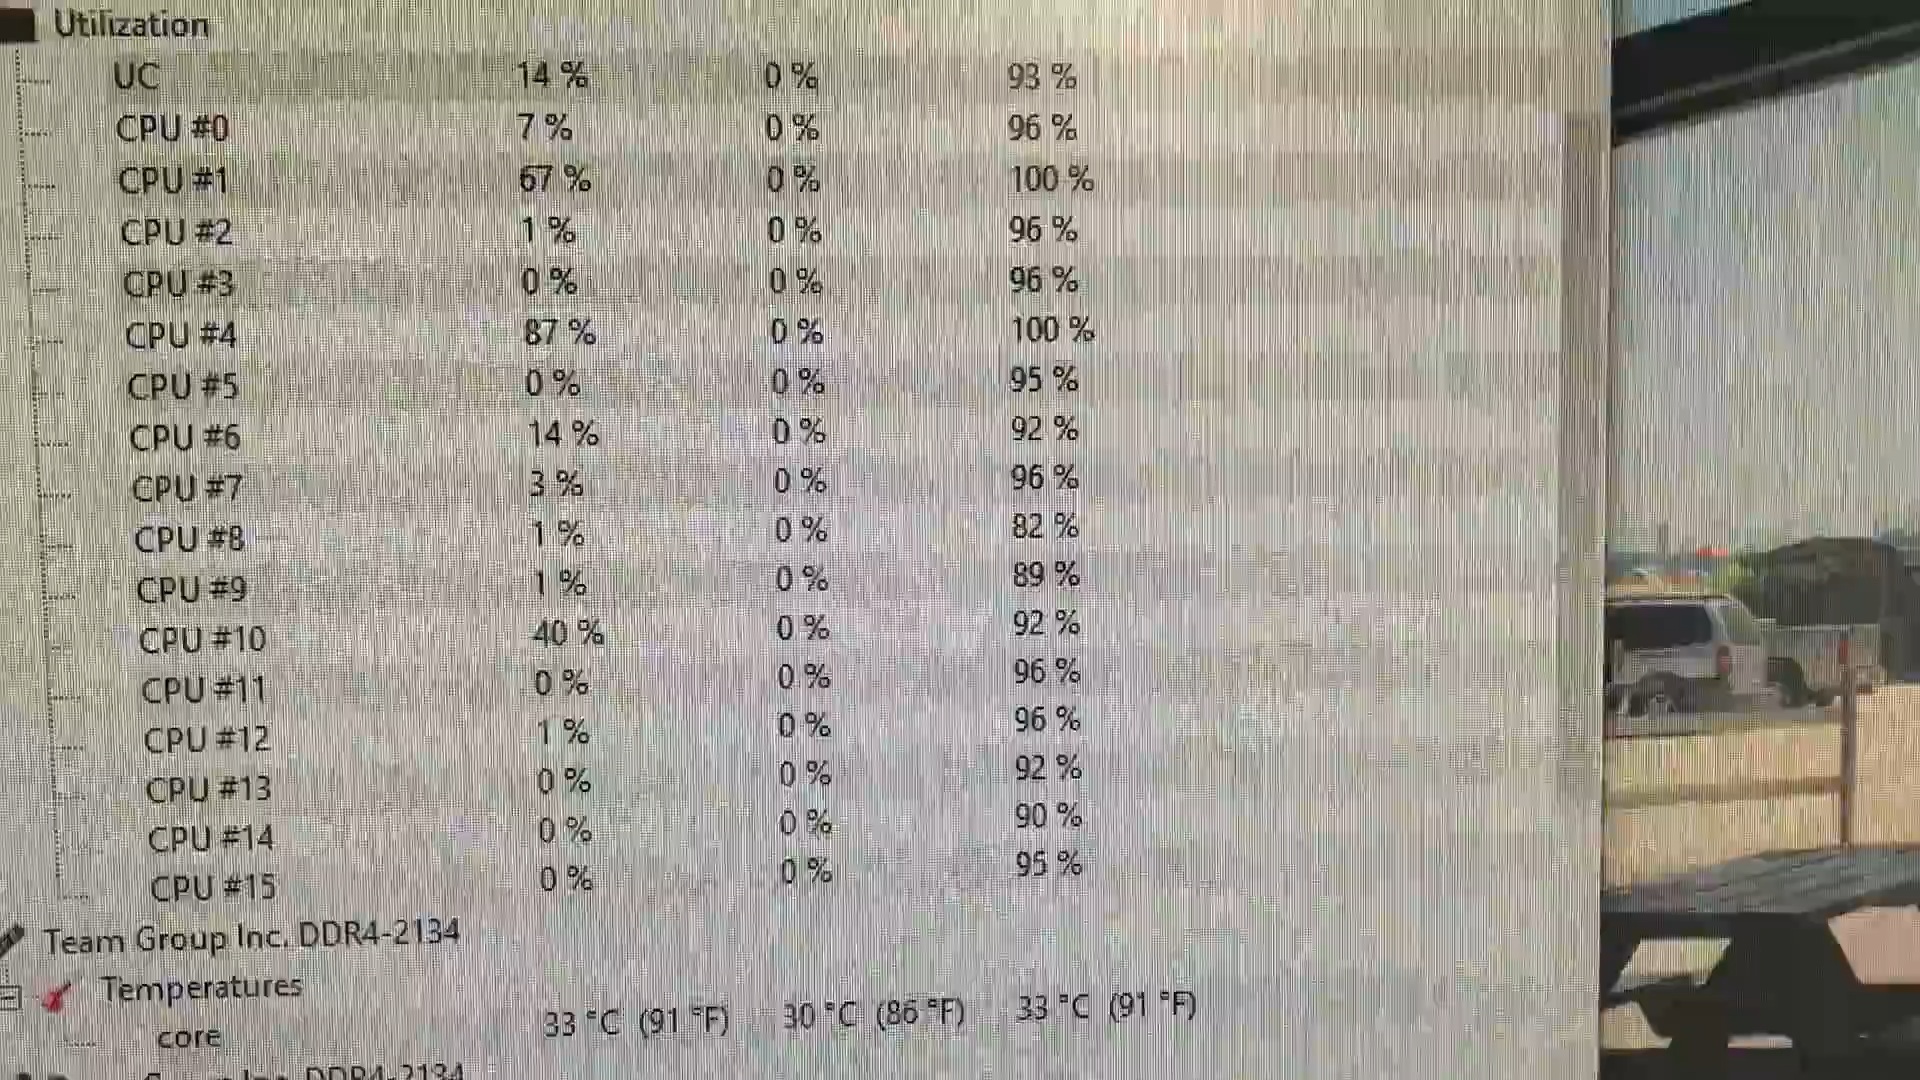 Utilization
UC 14 % 0 % 93 %
CPU #0 7 % 0 % 96 %
CPU #1 67 % 0 % 100 %
CPU #2 1 % 0 % 96 %
CPU #3 0 % 0 % 96 %
CPU #4 87 % 0 % 100 %
CPU #5 0 % 0 % 95 %
CPU #6 14 % 0 % 92 %
CPU #7 3 % 0 % 96 %
CPU #8 1 % 0 % 82 %
CPU #9 1 % 0 % 89 %
CPU #10 40 % 0 % 92 %
CPU #11 0 % 0 % 96 %
CPU #12 1 % 0 % 96 %
CPU #13 0 % 0 % 92 %
CPU #14 0 % 0 % 90 %
CPU #15 0 % 0 % 95 %
Team Group Inc. DDR4-2134
Temperatures
core 33 °C (91 °F) 30 °C (86 °F) 33 °C (91 °F)
DDR4-2134